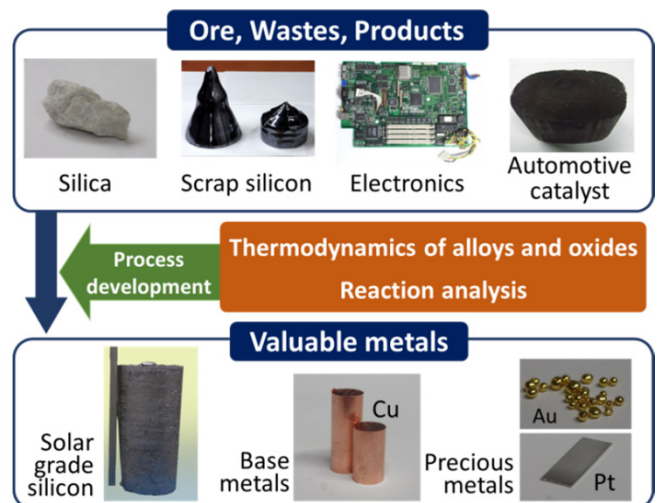 Ore, Wastes, Products
Silica
Scrap silicon
Electronics
Automotive
catalyst
Process
development
Thermodynamics of alloys and oxides
Reaction analysis
Valuable metals
Solar
grade
silicon
Cu
Base
metals
Au
Precious
metals
Pt